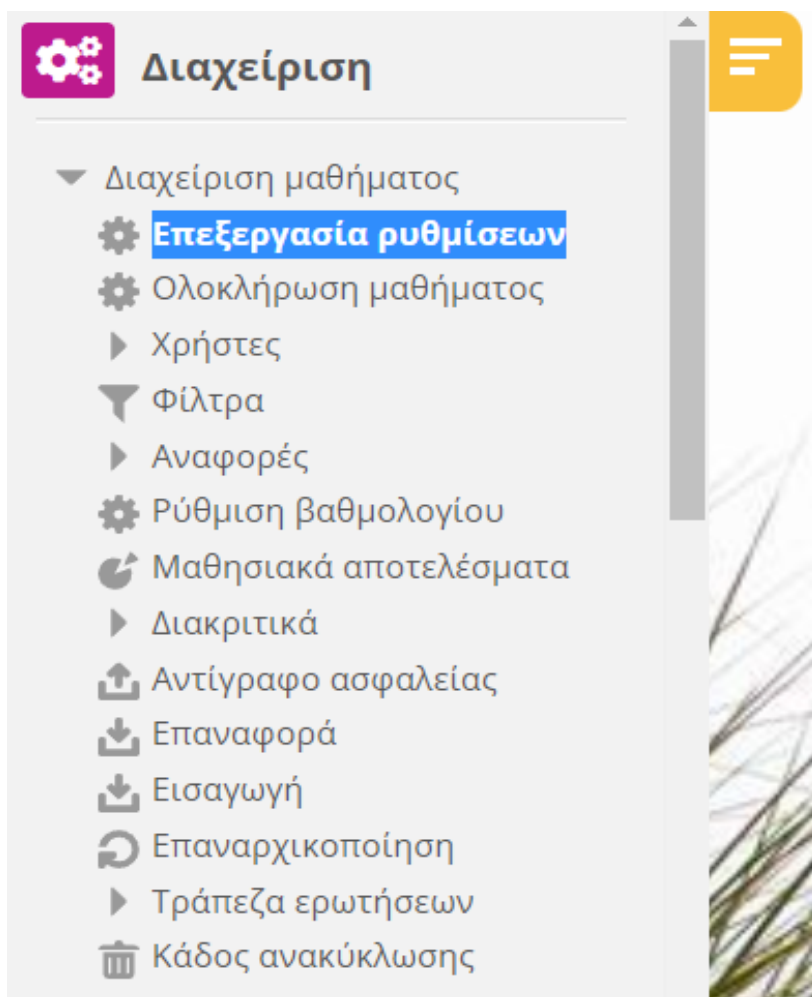 Διαχείριση
Διαχείριση μαθήματος
Επεξεργασία ρυθμίσεων
Ολοκλήρωση μαθήματος
Χρήστες
Φίλτρα
Αναφορές
Ρύθμιση βαθμολογίου
Μαθησιακά αποτελέσματα
Διακριτικά
Αντίγραφο ασφαλείας
Επαναφορά
Εισαγωγή
Επαναρχικοποίηση
Τράπεζα ερωτήσεων
Κάδος ανακύκλωσης